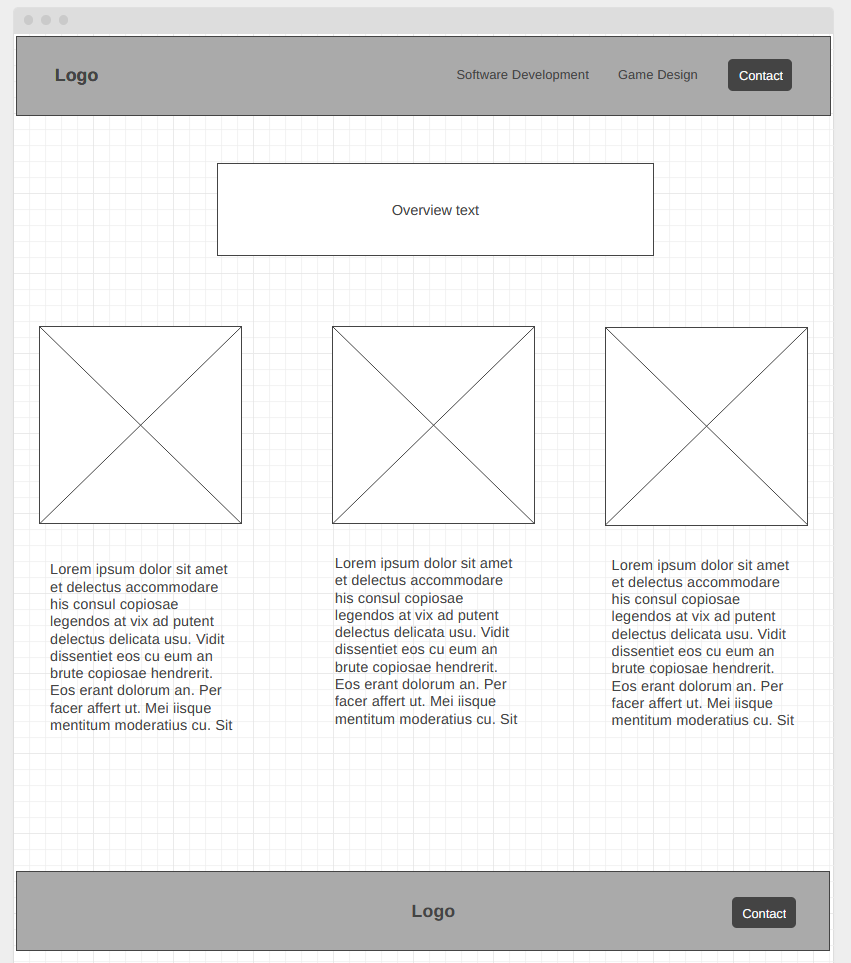 Logo
Software Development
Game Design
Contact
Overview text
Lorem ipsum dolor sit amet
et delectus accommodare
his consul copiosae
legendos at vix ad putent
delectus delicata usu. Vidit
dissentiet eos cu eum an
brute copiosae hendrerit.
Eos erant dolorum an. Per
facer affert ut. Mei iisque
mentitum moderatius cu. Sit
Lorem ipsum dolor sit amet
et delectus accommodare
his consul copiosae
legendos at vix ad putent
delectus delicata usu. Vidit
dissentiet eos cu eum an
brute copiosae hendrerit.
Eos erant dolorum an. Per
facer affert ut. Mei iisque
mentitum moderatius cu. Sit
Lorem ipsum dolor sit amet
et delectus accommodare
his consul copiosae
legendos at vix ad putent
delectus delicata usu. Vidit
dissentiet eos cu eum an
brute copiosae hendrerit.
Eos erant dolorum an. Per
facer affert ut. Mei iisque
mentitum moderatius cu. Sit
Logo
Contact